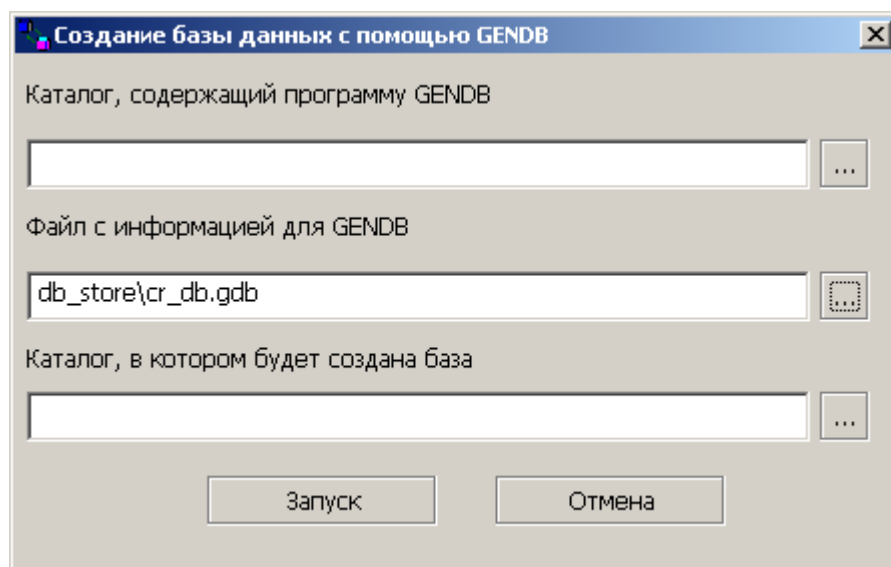 Создание базы данных с помощью GENDB
Каталог, содержащий программу GENDB
...
Файл с информацией для GENDB
db_store\cr_db.gdb
...
Каталог, в котором будет создана база
...
Запуск
Отмена